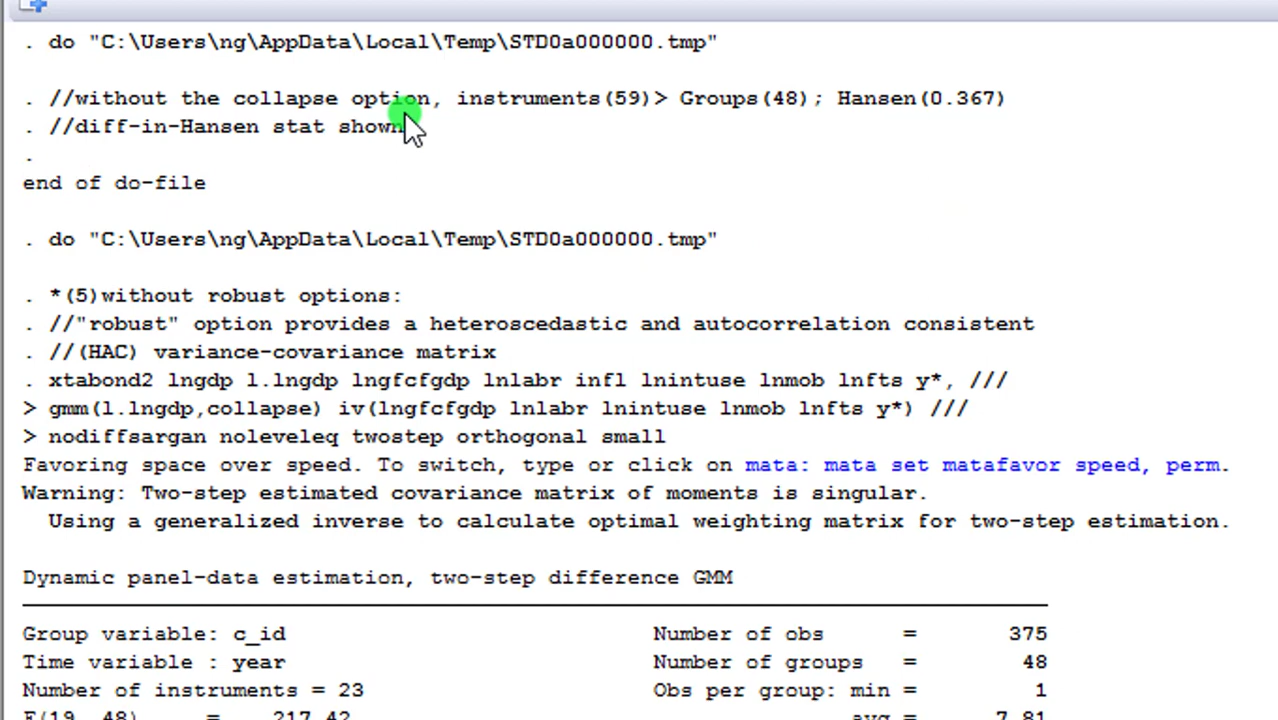 . do "C:\Users\ng\AppData\Local\Temp\STD0a000000.tmp"
. //without the collapse option, instruments(59)> Groups(48); Hansen(0.367)
. //diff-in-Hansen stat shown
.
end of do-file
. do "C:\Users\ng\AppData\Local\Temp\STD0a000000.tmp"
. *(5)without robust options:
. //"robust" option provides a heteroscedastic and autocorrelation consistent
. //(HAC) variance-covariance matrix
. xtabond2 lngdp l.lngdp lngfcfgdp lnlabr infl lnintuse lnmob lnfts y*, ///
> gmm(l.lngdp,collapse) iv(lngfcfgdp lnlabr lnintuse lnmob lnfts y*) ///
> nodiffsargan noleveleq twostep orthogonal small
Favoring space over speed. To switch, type or click on mata: mata set matafavor speed, perm.
Warning: Two-step estimated covariance matrix of moments is singular.
Using a generalized inverse to calculate optimal weighting matrix for two-step estimation.
Dynamic panel-data estimation, two-step difference GMM
Group variable: c_id Number of obs = 375
Time variable : year Number of groups = 48
Number of instruments = 23 Obs per group: min = 1
F(19, 48) = 217.42 avg = 7.81